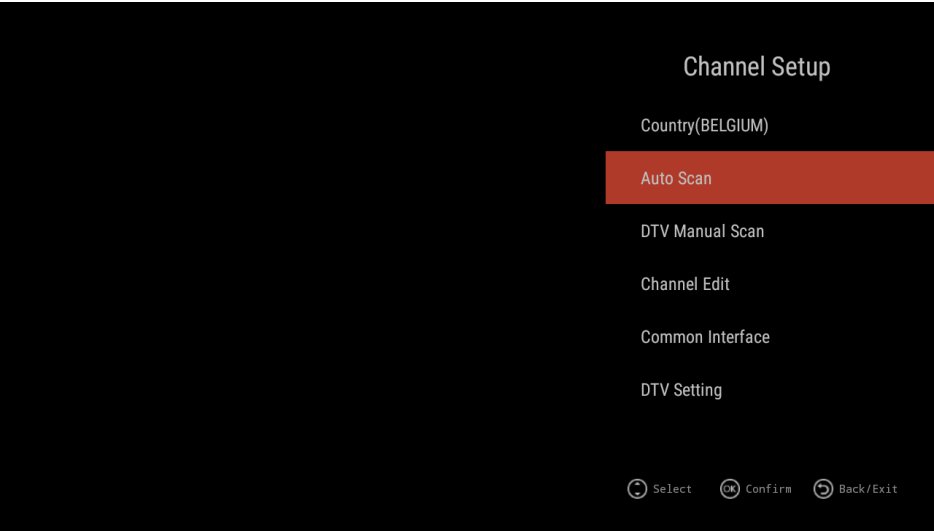 Channel Setup
Country(BELGIUM)
Auto Scan
DTV Manual Scan
Channel Edit
Common Interface
DTV Setting
Select OK Confirm Back/Exit